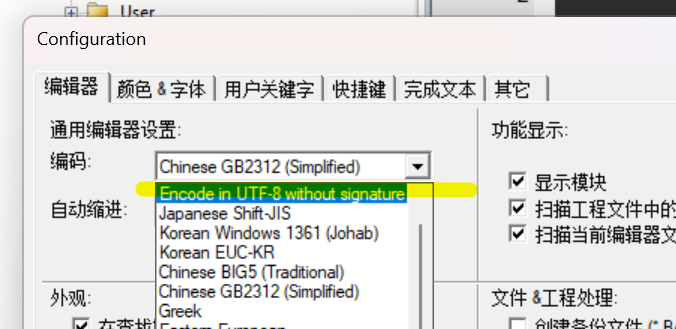 User
Configuration
编辑器 颜色 & 字体 用户关键字 快捷键 完成文本 其它
通用编辑器设置: 功能显示:
编码: Chinese GB2312 (Simplified)
Encode in UTF-8 without signature 显示模块
自动缩进: Japanese Shift-JIS 扫描工程文件中的
Korean Windows 1361 (Johab) 扫描当前编辑器文
Korean EUC-KR
Chinese BIG5 (Traditional)
外观: Chinese GB2312 (Simplified) 文件 &工程处理:
Greek
在查找 Eastern European 创建备份文件 (*.B